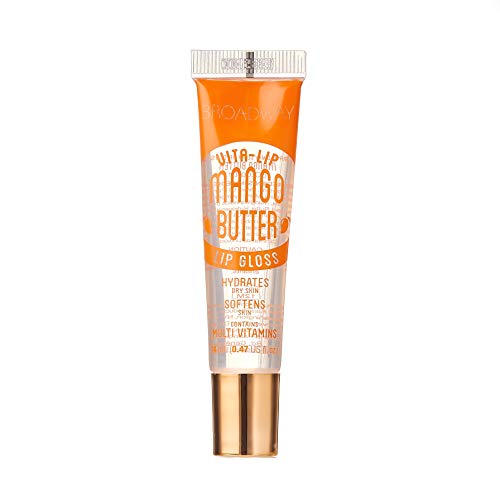 BROADWAY
VITA-LIP
MANGO
BUTTER
LIP GLOSS
HYDRATES
DRY SKIN
SOFTENS
SKIN
CONTAINS
MULTI VITAMINS
0.47 US fl. oz.